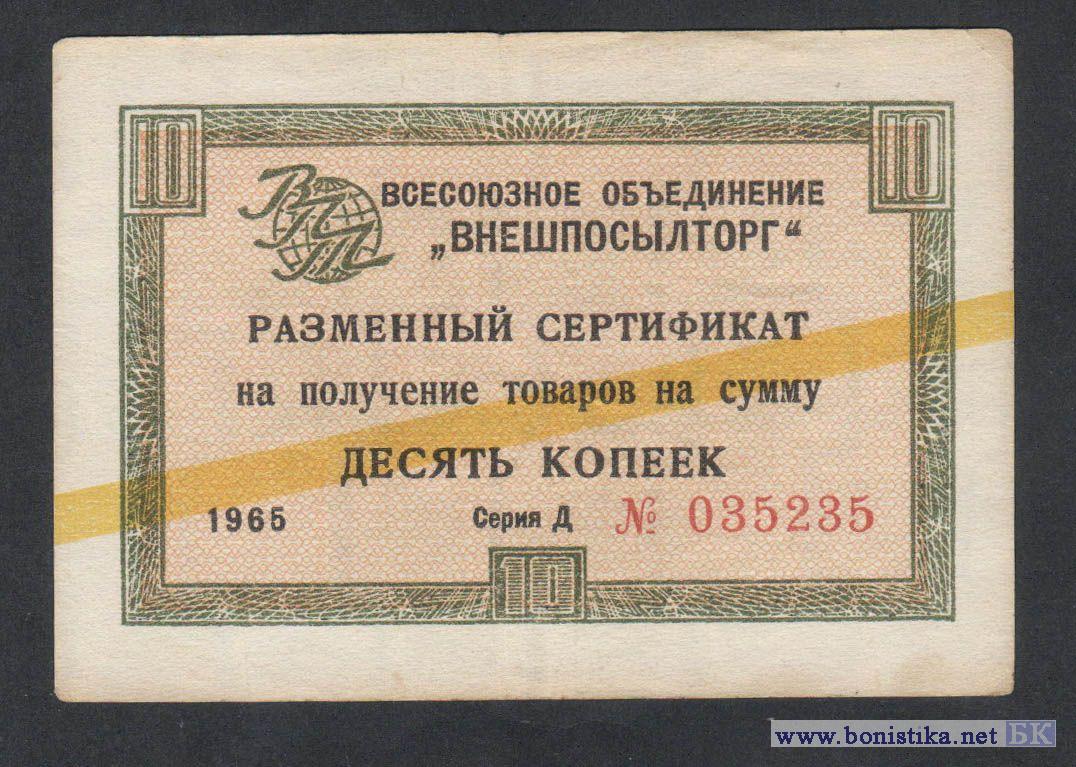 10 10
ВПТ
ВСЕСОЮЗНОЕ ОБЪЕДИНЕНИЕ
„ВНЕШПОСЫЛТОРГ“
РАЗМЕННЫЙ СЕРТИФИКАТ
на получение товаров на сумму
ДЕСЯТЬ КОПЕЕК
1965 Серия Д № 035235
10
www.bonistika.net БК